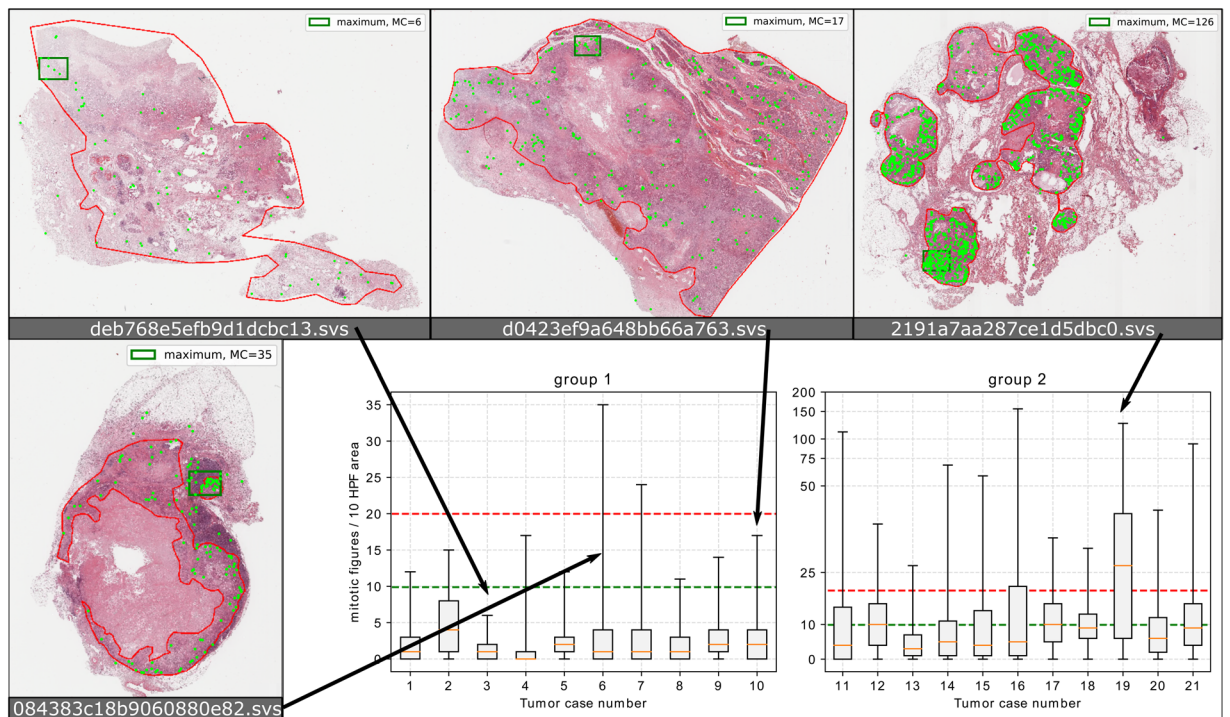 maximum, MC=6
maximum, MC=17
maximum, MC=126
deb768e5efb9d1dcbc13.svs
d0423ef9a648bb66a763.svs
2191a7aa287ce1d5dbc0.svs
maximum, MC=35
084383c18b9060880e82.svs
group 1
mitotic figures / 10 HPF area
35
30
25
20
15
10
5
0
1 2 3 4 5 6 7 8 9 10
Tumor case number
group 2
200
150
100
75
50
25
10
0
11 12 13 14 15 16 17 18 19 20 21
Tumor case number